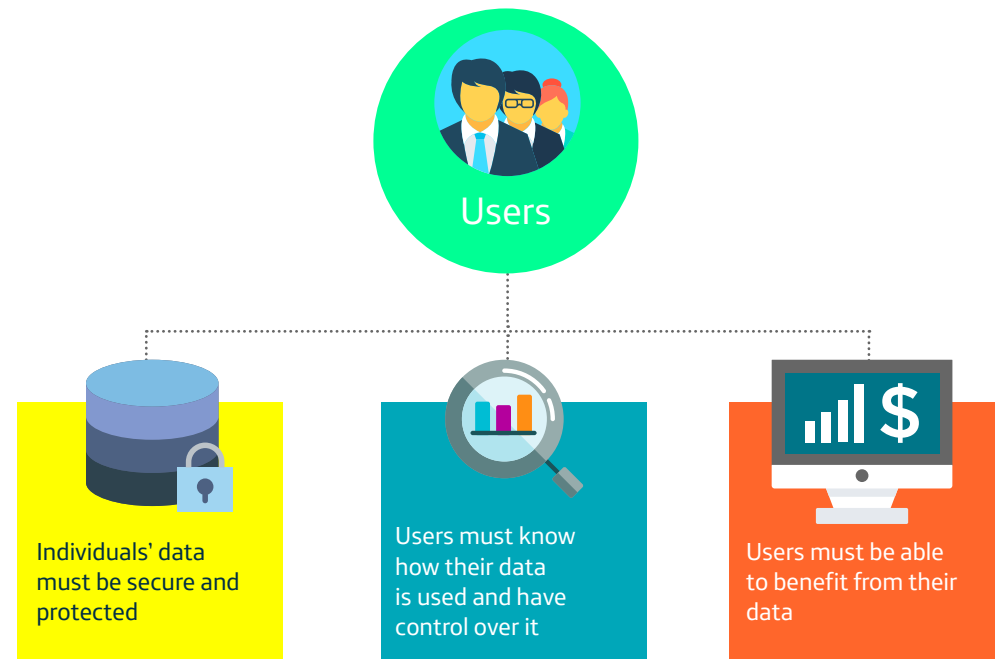 Users
Individuals’ data
must be secure and
protected
Users must know
how their data
is used and have
control over it
$
Users must be able
to benefit from their
data